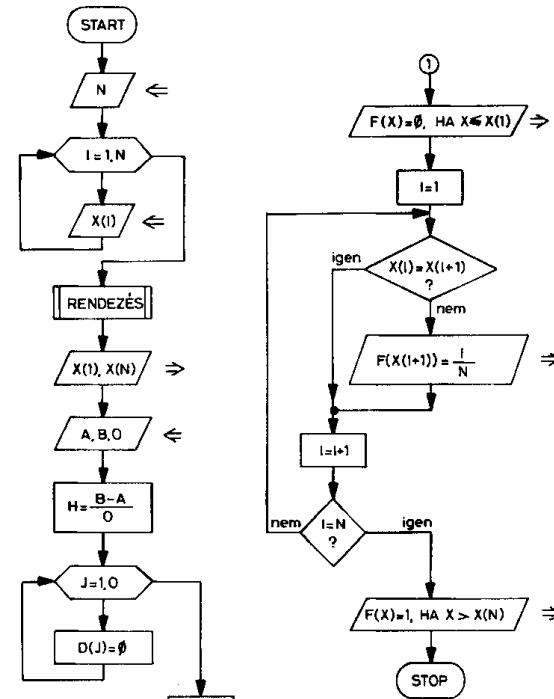 START
N
I = 1, N
X(I)
RENDEZÉS
X(1), X(N)
A, B, O
H = B-A
O
J=1, O
D(J)=∅
1
F(X)=∅, HA X ≤ X(1)
I=1
igen
X(I)=X(I+1)
?
nem
F(X(I+1)) = I
N
I=I+1
nem
I=N
?
igen
F(X)=1, HA X > X(N)
STOP